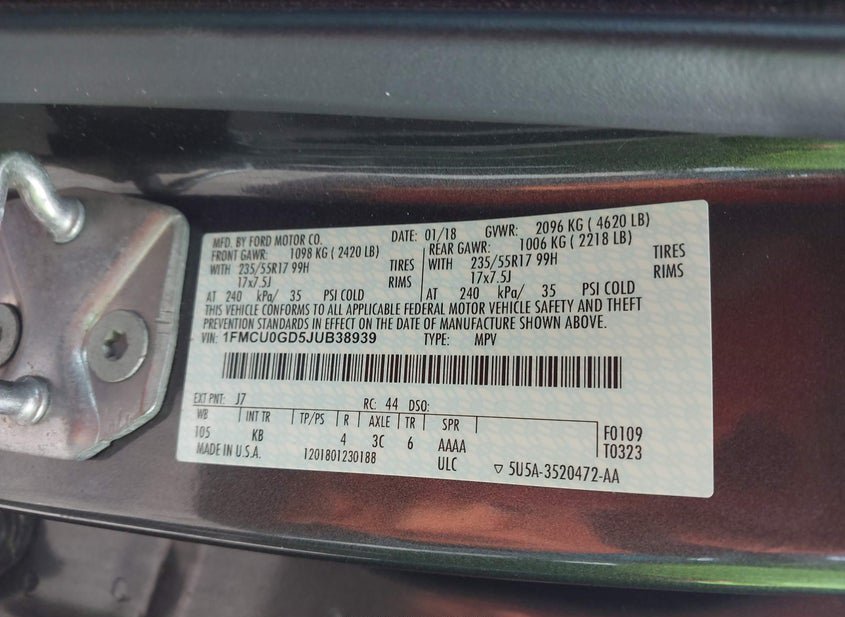 MFD. BY FORD MOTOR CO. DATE: 01/18 GVWR: 2096 KG ( 4620 LB)
FRONT GAWR: 1098 KG ( 2420 LB) REAR GAWR: 1006 KG ( 2218 LB)
WITH 235/55R17 99H TIRES WITH 235/55R17 99H TIRES
17x7.5J RIMS 17x7.5J RIMS
AT 240 kPa/ 35 PSI COLD AT 240 kPa/ 35 PSI COLD
THIS VEHICLE CONFORMS TO ALL APPLICABLE FEDERAL MOTOR VEHICLE SAFETY AND THEFT
PREVENTION STANDARDS IN EFFECT ON THE DATE OF MANUFACTURE SHOWN ABOVE.
VIN: 1FMCU0GD5JUB38939 TYPE: MPV
EXT PNT: J7 RC: 44 DSO:
WB INT TR TP/PS R AXLE TR SPR
105 KB 4 3C 6 AAAA F0109
MADE IN U.S.A. 1201801230188 ULC T0323
▽ 5U5A-3520472-AA